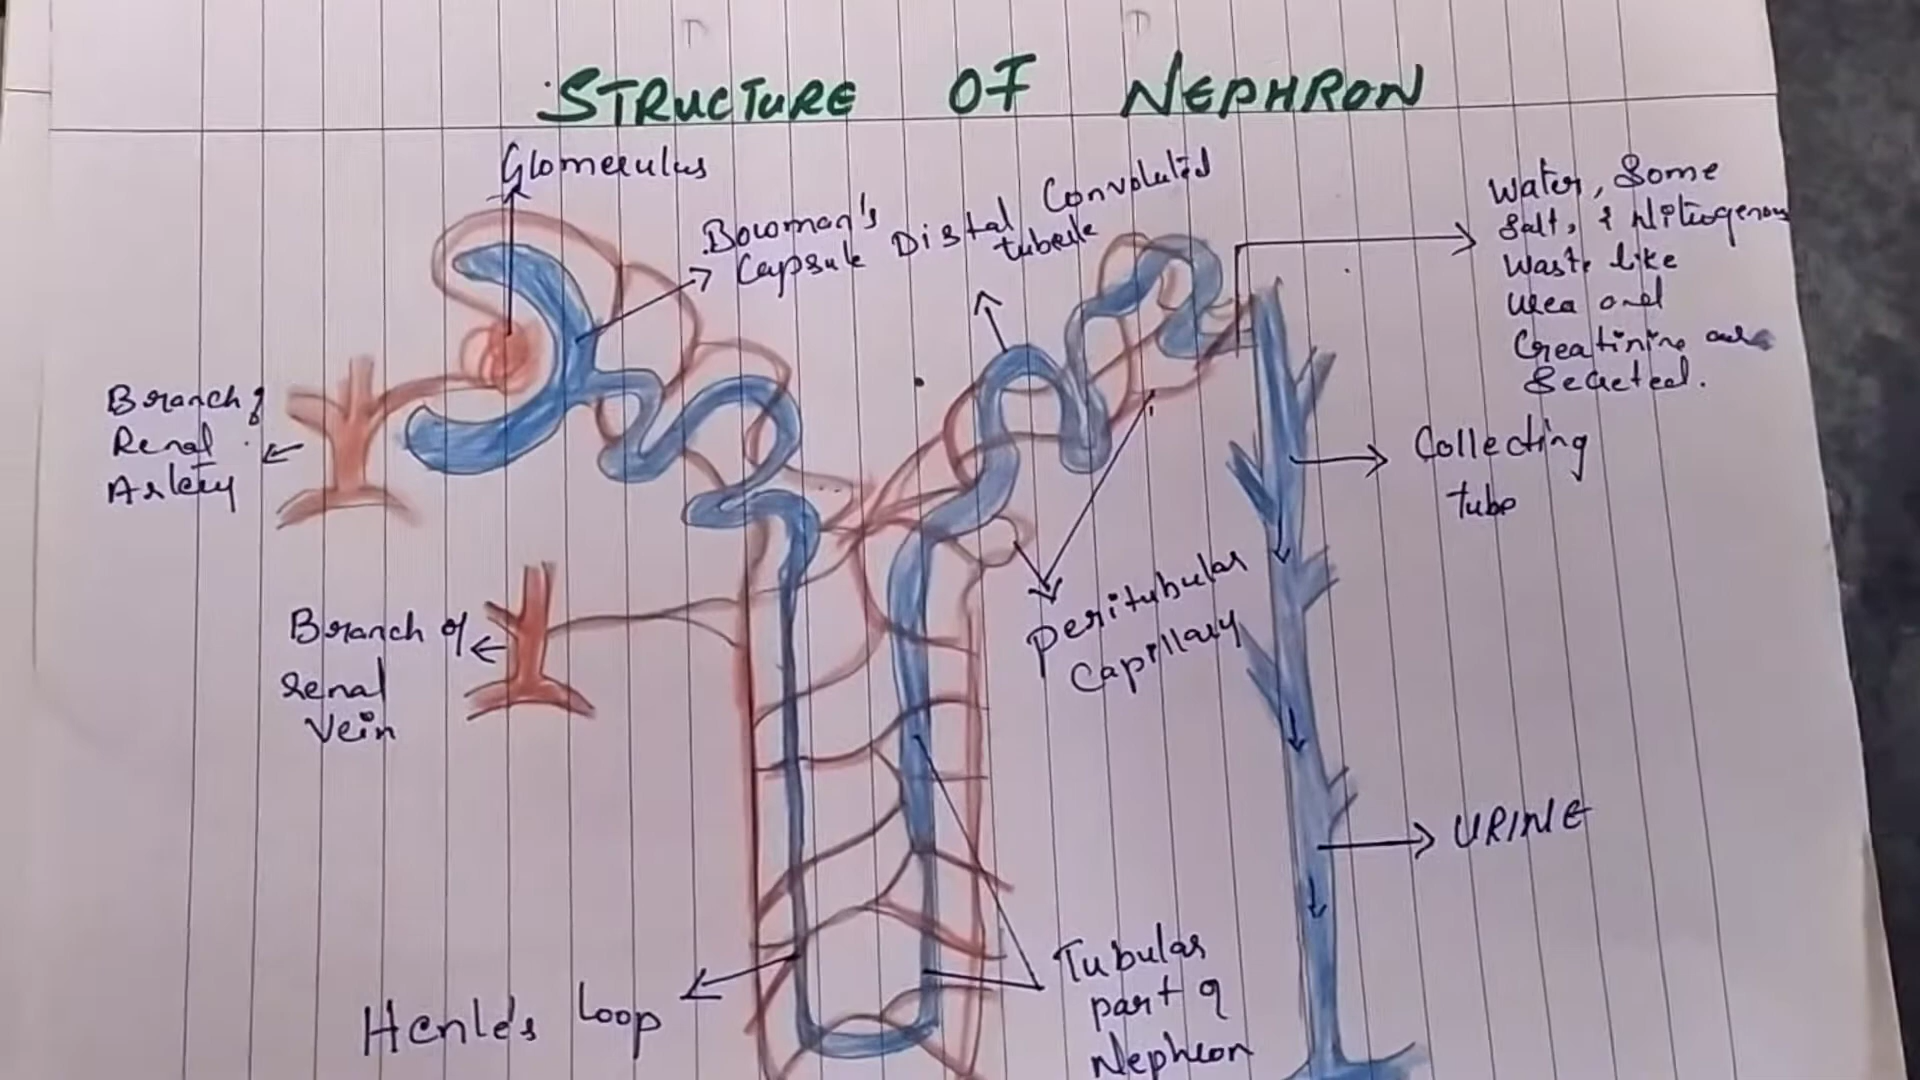 STRUCTURE OF NEPHRON
Glomerulus
Bowman's
Capsule
Distal Convoluted
tubule
Water, Some
Salt, & Nitrogenous
Waste like
Urea and
Creatinine are
Secreted.
Branch of
Renal
Artery
Collecting
tube
Branch of
renal
Vein
Peritubular
Capillary
URINE
Henle's Loop
Tubular
part of
Nephron